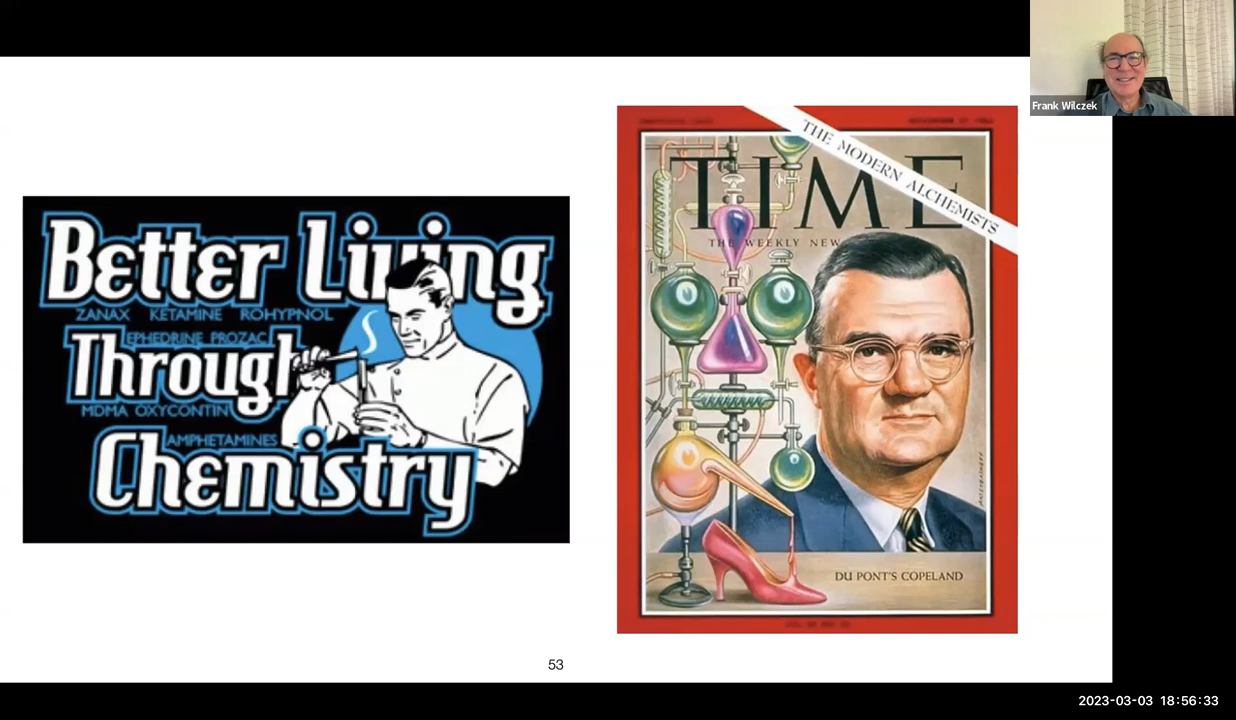 Frank Wilczek
THE MODERN ALCHEMISTS
TIME
THE WEEKLY NEW
DU PONT'S COPELAND
Better Living
ZANAX KETAMINE ROHYPNOL
EPHEDRINE PROZAC
Through
MDMA OXYCONTIN
AMPHETAMINES
Chemistry
53
2023-03-03 18:56:33